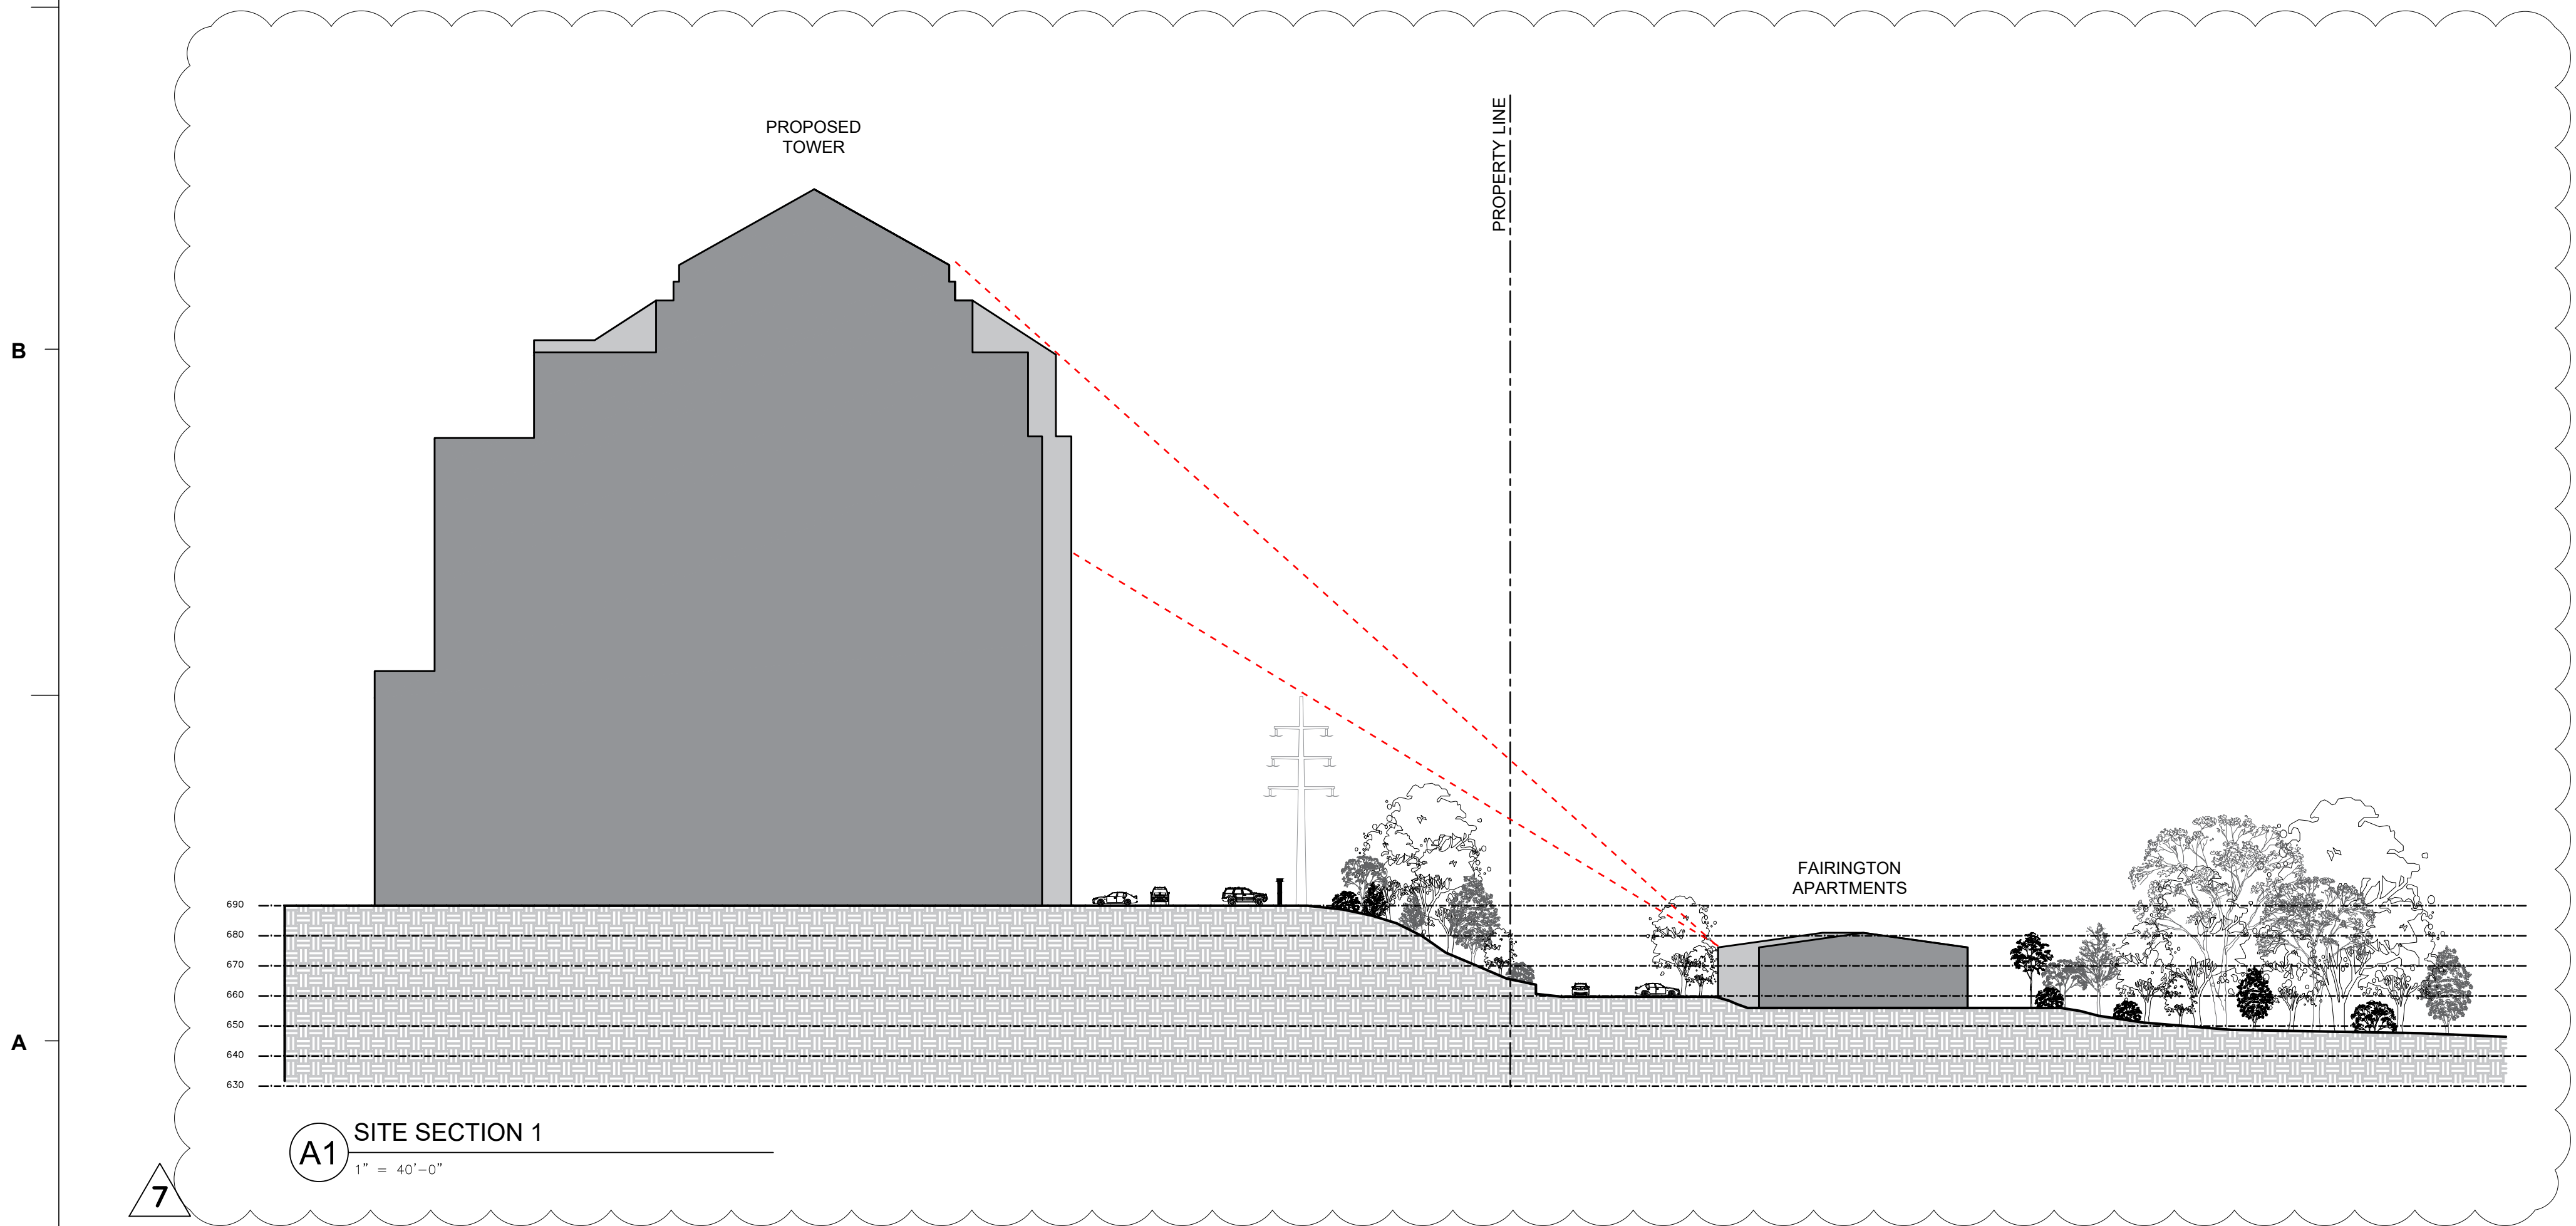 PROPOSED
TOWER
PROPERTY LINE
B
FAIRINGTON
APARTMENTS
690
680
670
660
650
640
630
A
A1
SITE SECTION 1
1" = 40'-0"
7